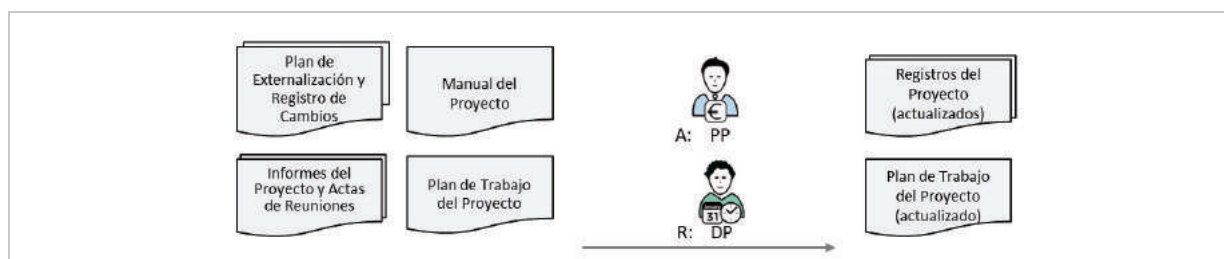 Plan de
Externalización y
Registro de
Cambios
Manual del
Proyecto
€
A: PP
Registros del
Proyecto
(actualizados)
Informes del
Proyecto y Actas
de Reuniones
Plan de Trabajo
del Proyecto
31
R: DP
Plan de Trabajo
del Proyecto
(actualizado)